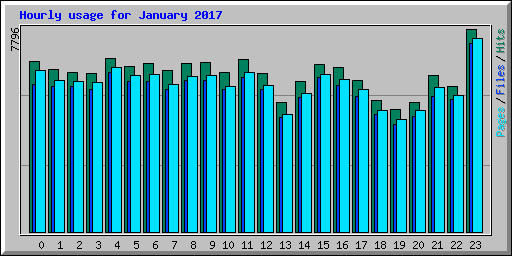 Hourly usage for January 2017
7796
Pages / Files / Hits
0 1 2 3 4 5 6 7 8 9 10 11 12 13 14 15 16 17 18 19 20 21 22 23